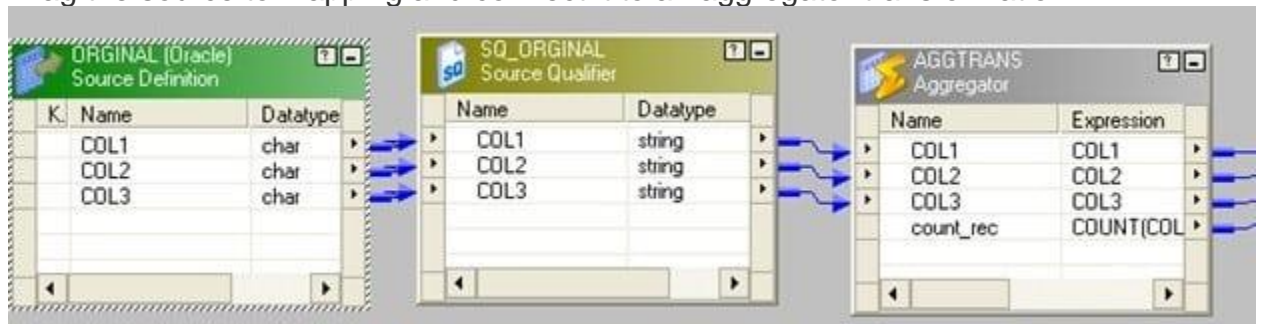 ORGINAL (Oracle)
Source Definition
K. Name Datatype
COL1 char
COL2 char
COL3 char
SQ_ORGINAL
Source Qualifier
Name Datatype
COL1 string
COL2 string
COL3 string
AGGTRANS
Aggregator
Name Expression
COL1 COL1
COL2 COL2
COL3 COL3
count_rec COUNT(COL